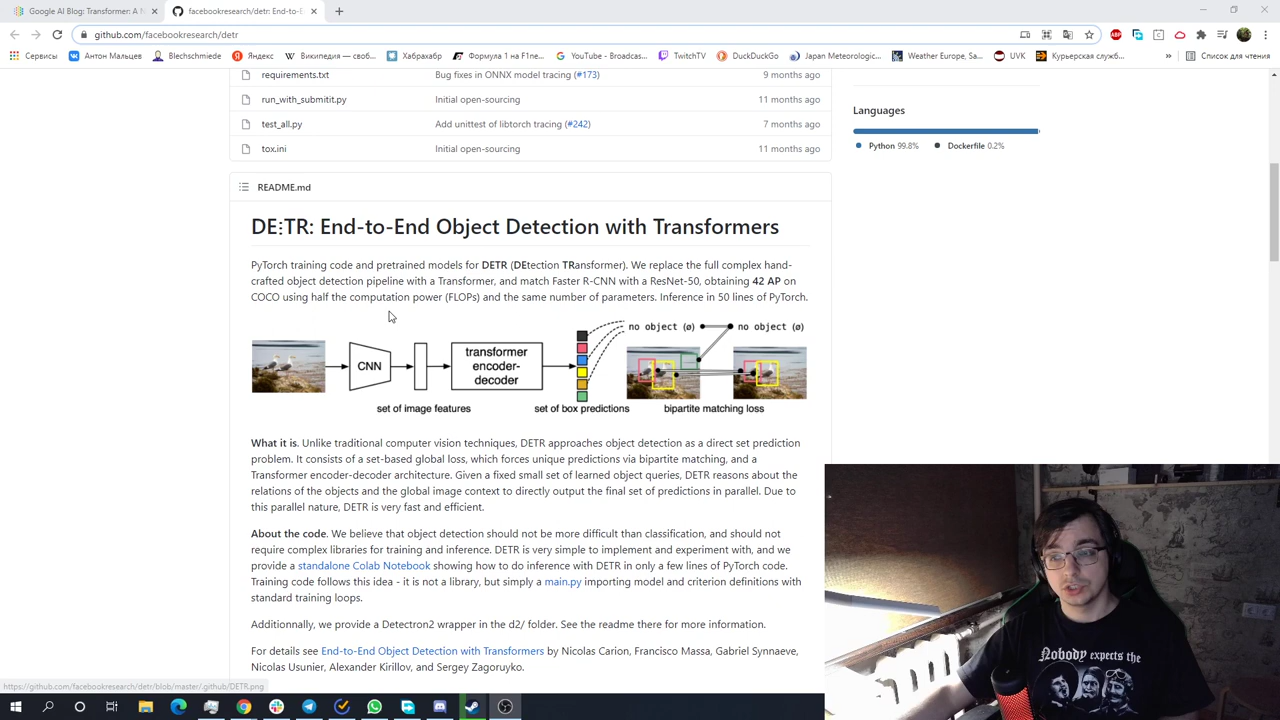 Google AI Blog: Transformer: A N
facebookresearch/detr: End-to-E
github.com/facebookresearch/detr
Сервисы
Антон Мальцев
Blechschmiede
Яндекс
Википедия — своб...
Хабрахабр
Формула 1 на F1ne...
YouTube - Broadcas...
TwitchTV
DuckDuckGo
Japan Meteorologic...
Weather Europe, Sa...
UVK
Курьерская служб...
»
Список для чтения
requirements.txt Bug fixes in ONNX model tracing (#173) 9 months ago
run_with_submitit.py Initial open-sourcing 11 months ago
test_all.py Add unittest of libtorch tracing (#242) 7 months ago
tox.ini Initial open-sourcing 11 months ago
Languages
Python 99.8% Dockerfile 0.2%
README.md
DE⫶TR: End-to-End Object Detection with Transformers
PyTorch training code and pretrained models for DETR (DEtection TRansformer). We replace the full complex hand-
crafted object detection pipeline with a Transformer, and match Faster R-CNN with a ResNet-50, obtaining 42 AP on
COCO using half the computation power (FLOPs) and the same number of parameters. Inference in 50 lines of PyTorch.
no object (ø) no object (ø)
CNN
transformer
encoder-
decoder
set of image features set of box predictions bipartite matching loss
What it is. Unlike traditional computer vision techniques, DETR approaches object detection as a direct set prediction
problem. It consists of a set-based global loss, which forces unique predictions via bipartite matching, and a
Transformer encoder-decoder architecture. Given a fixed small set of learned object queries, DETR reasons about the
relations of the objects and the global image context to directly output the final set of predictions in parallel. Due to
this parallel nature, DETR is very fast and efficient.
About the code. We believe that object detection should not be more difficult than classification, and should not
require complex libraries for training and inference. DETR is very simple to implement and experiment with, and we
provide a standalone Colab Notebook showing how to do inference with DETR in only a few lines of PyTorch code.
Training code follows this idea - it is not a library, but simply a main.py importing model and criterion definitions with
standard training loops.
Additionnally, we provide a Detectron2 wrapper in the d2/ folder. See the readme there for more information.
For details see End-to-End Object Detection with Transformers by Nicolas Carion, Francisco Massa, Gabriel Synnaeve,
Nicolas Usunier, Alexander Kirillov, and Sergey Zagoruyko.
https://github.com/facebookresearch/detr/blob/master/.github/DETR.png
Nobody expects the